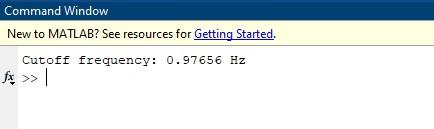 Command Window
New to MATLAB? See resources for Getting Started.
Cutoff frequency: 0.97656 Hz
fx >>